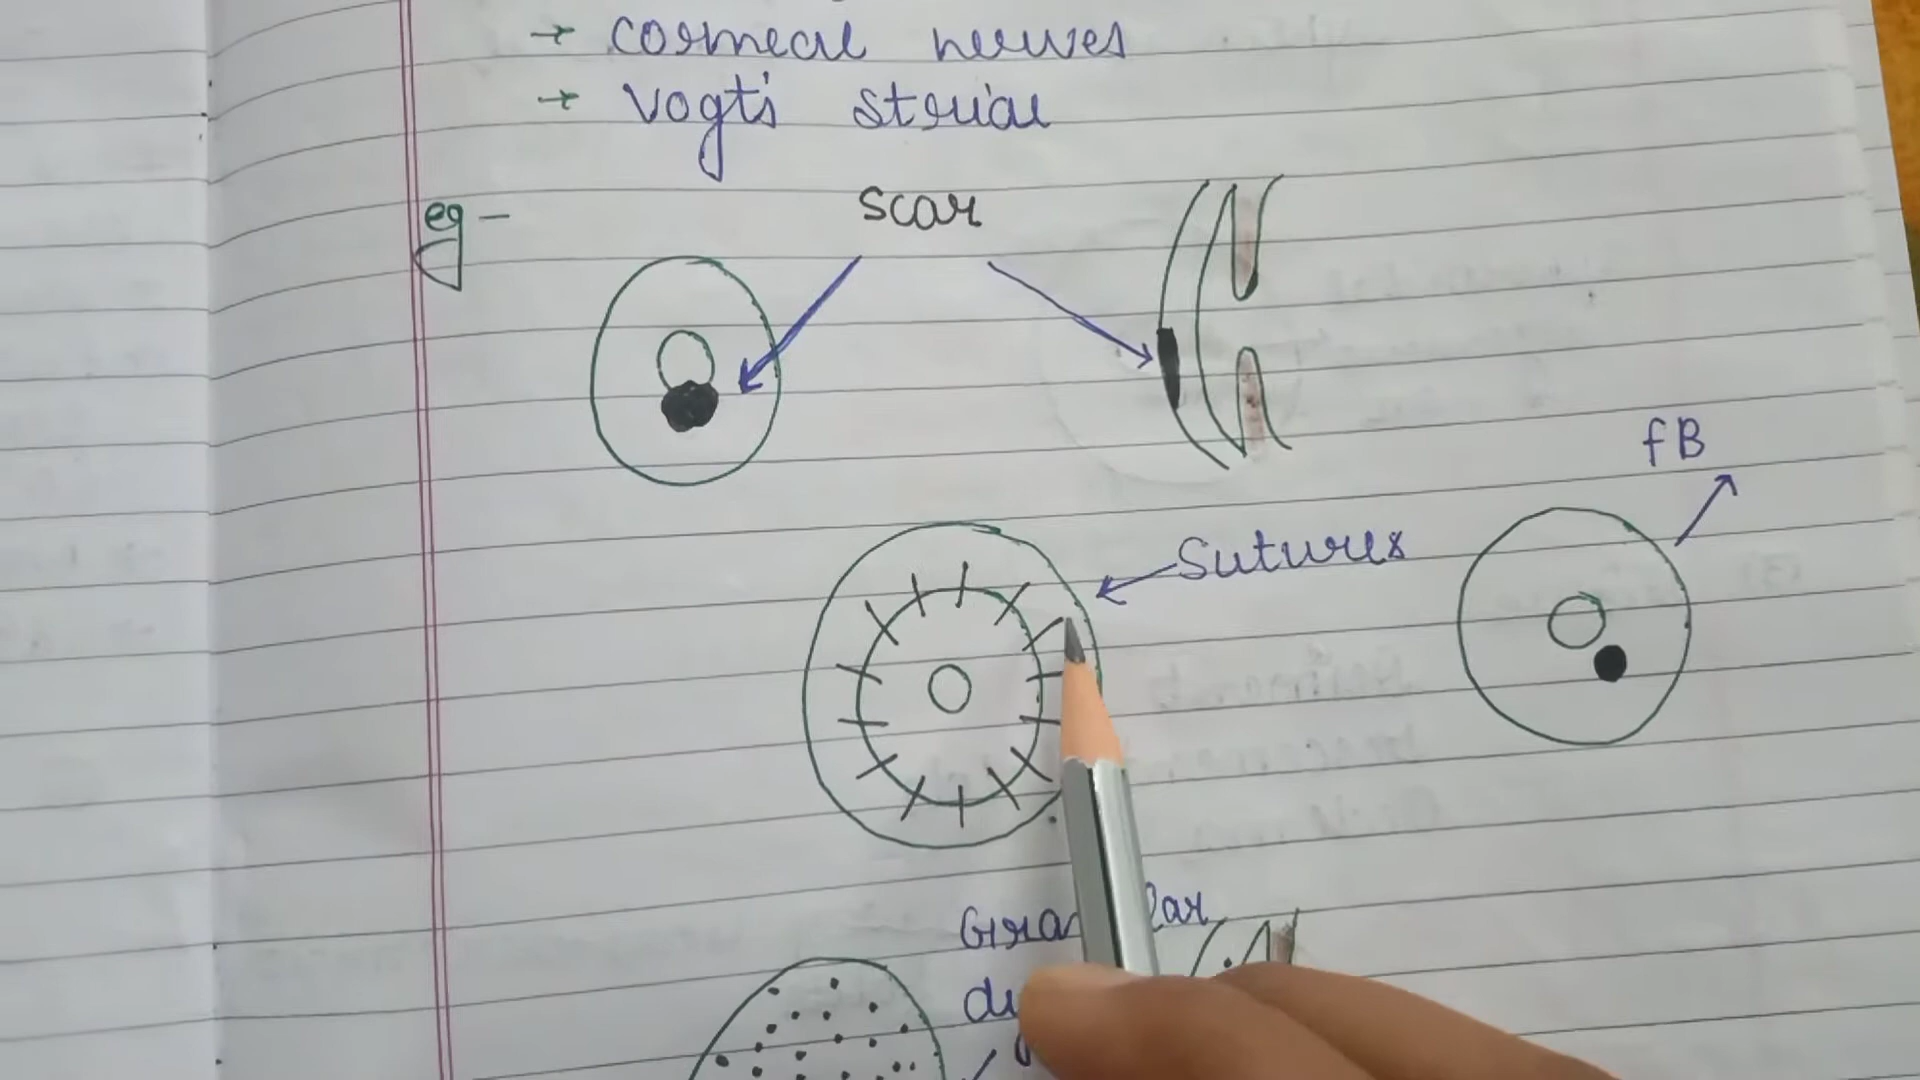 → corneal nerves
→ Vogt's striae
eg –
Scar
fB
Sutures